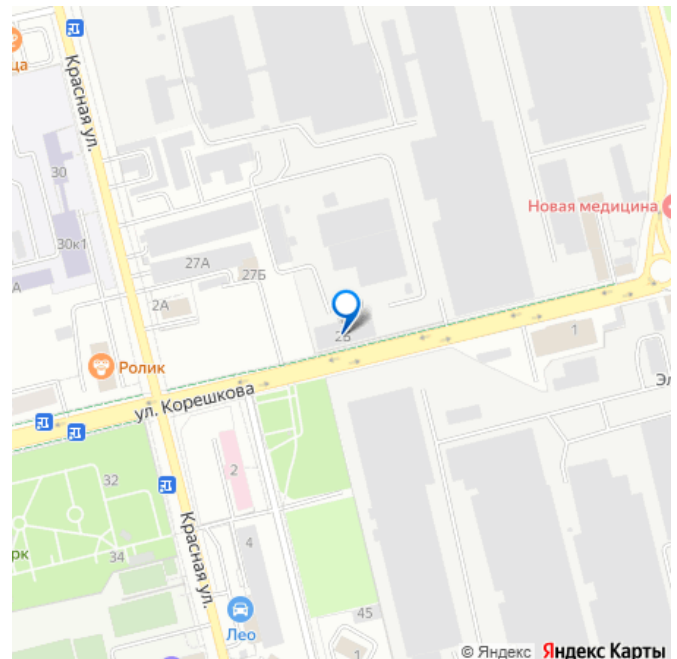 ца
Красная ул.
30
Новая медицина
30к1
27А
27Б
А
2А
2Б
1
Ролик
Эл
ул. Корешкова
32
2
Красная ул.
рк
34
4
45
Лео
1
© Яндекс Яндекс Карты